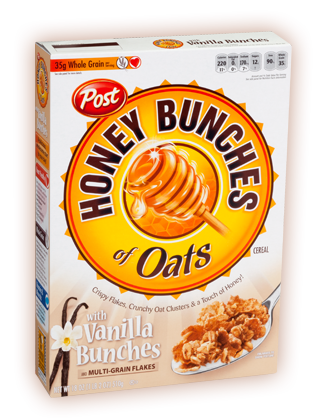 Vanilla Bunches
35g Whole Grain
Post
HONEY BUNCHES
of Oats
CEREAL
Crispy Flakes, Crunchy Oat Clusters & a Touch of Honey!
with
Vanilla
Bunches
MULTI-GRAIN FLAKES